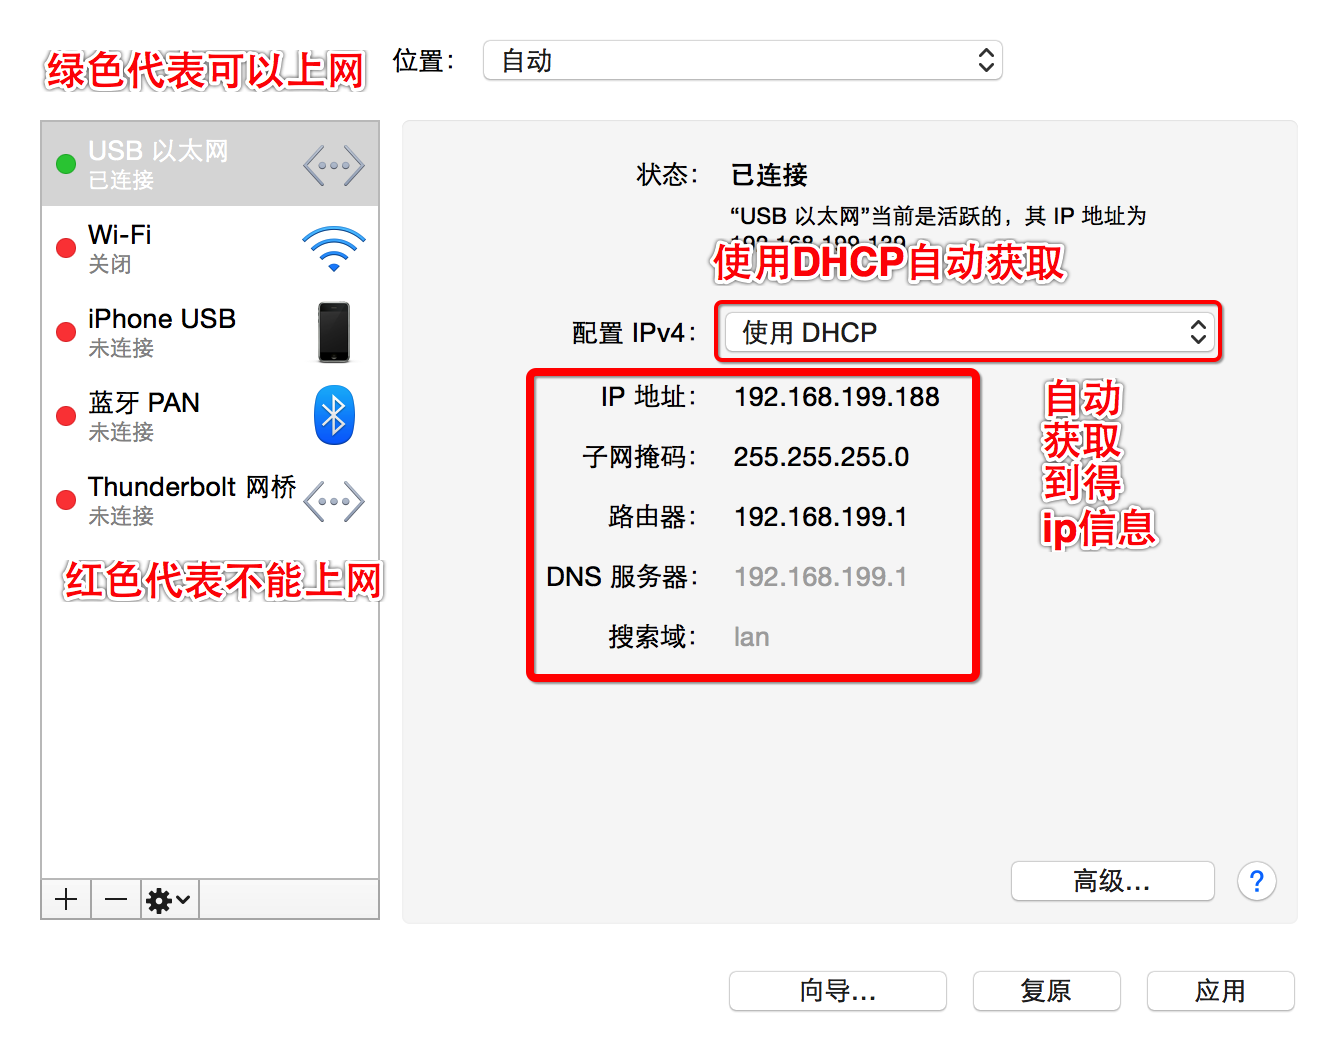 绿色代表可以上网
位置：
自动
USB 以太网
已连接
Wi-Fi
关闭
iPhone USB
未连接
蓝牙 PAN
未连接
Thunderbolt 网桥
未连接
红色代表不能上网
状态：
已连接
“USB 以太网”当前是活跃的，其 IP 地址为
使用DHCP自动获取
配置 IPv4：
使用 DHCP
IP 地址：
192.168.199.188
子网掩码：
255.255.255.0
路由器：
192.168.199.1
DNS 服务器：
192.168.199.1
搜索域：
lan
自动
获取
到得
ip信息
高级...
?
向导...
复原
应用